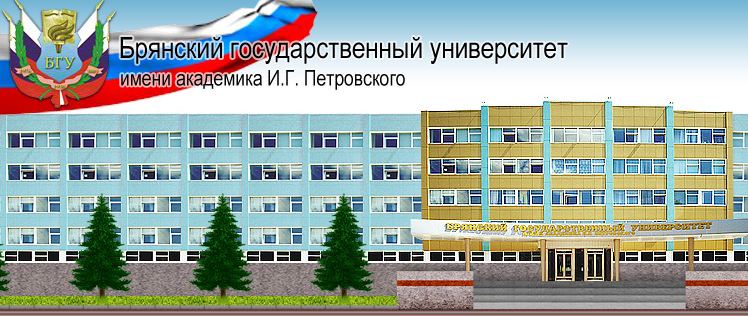 БГУ
Брянский государственный университет
имени академика И.Г. Петровского
БРЯНСКИЙ ГОСУДАРСТВЕННЫЙ УНИВЕРСИТЕТ